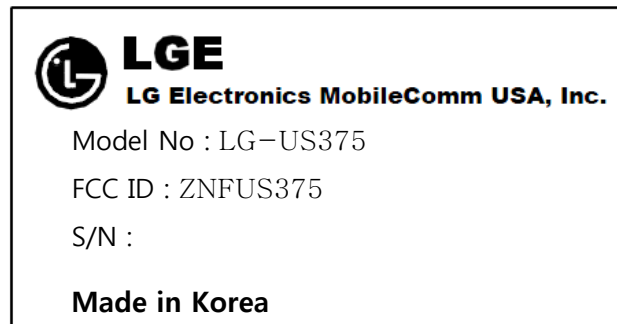 LGE
LG Electronics MobileComm USA, Inc.
Model No : LG-US375
FCC ID : ZNFUS375
S/N :
Made in Korea